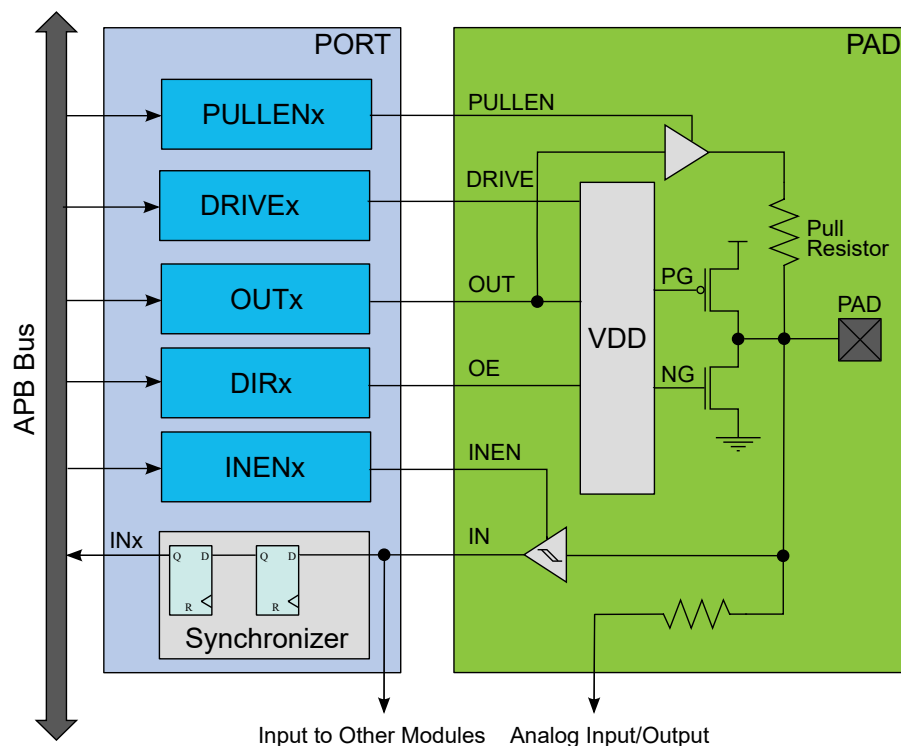 PORT
PAD
APB Bus
PULLENx
PULLEN
DRIVEx
DRIVE
Pull
Resistor
OUTx
OUT
PG
PAD
VDD
DIRx
OE
NG
INENx
INEN
INx
IN
Q D
R
Q D
R
Synchronizer
Input to Other Modules
Analog Input/Output